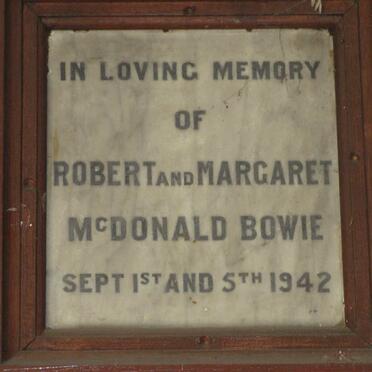 IN LOVING MEMORY
OF
ROBERT AND MARGARET
McDONALD BOWIE
SEPT 1ST AND 5TH 1942